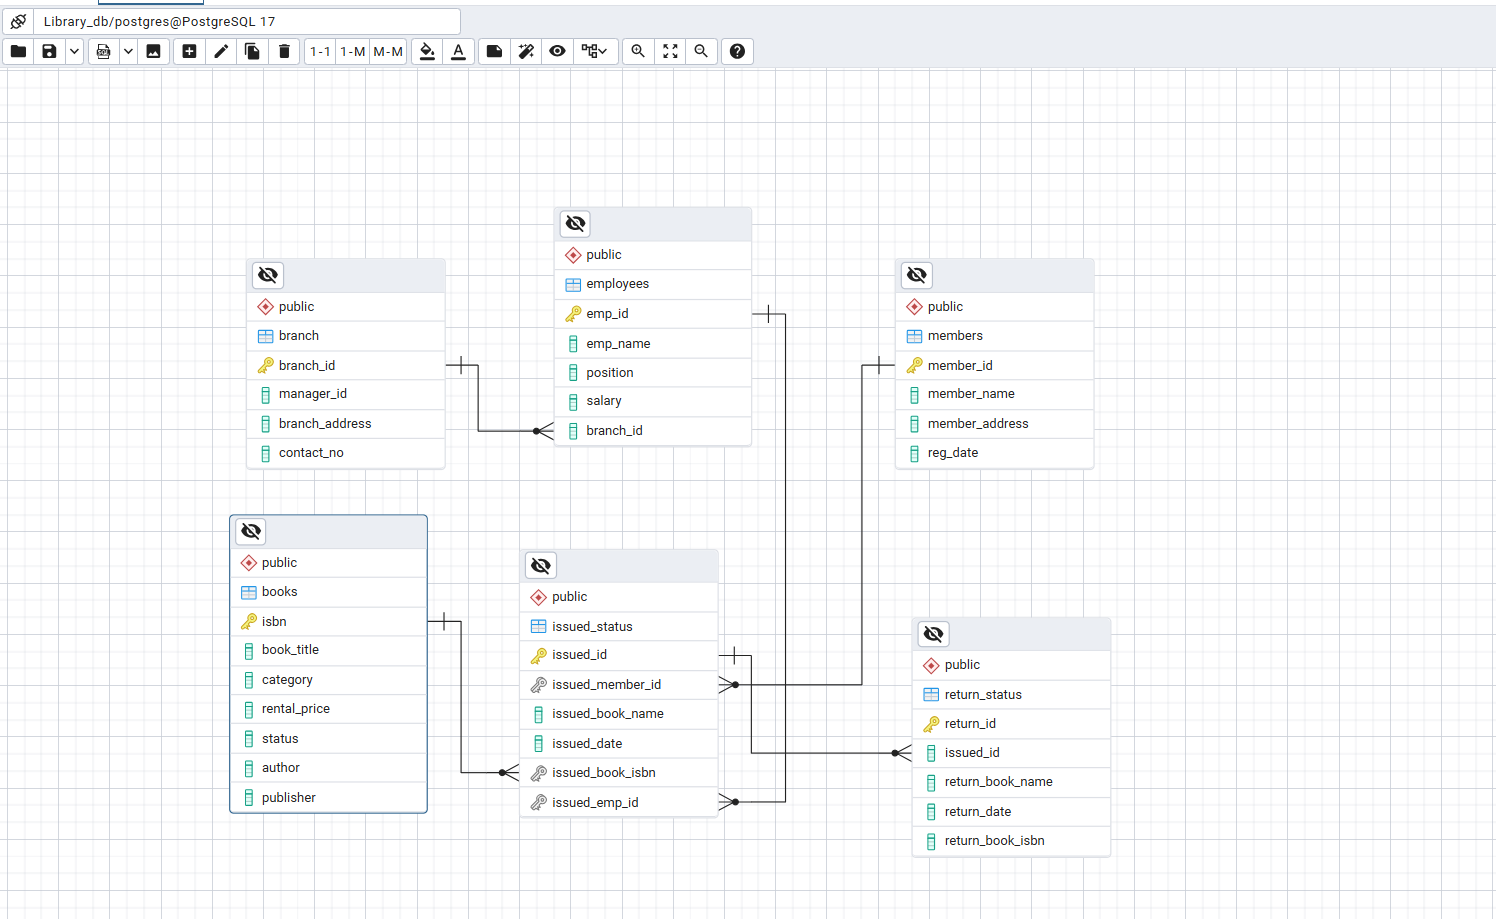 Library_db/postgres@PostgreSQL 17
SQL 1-1 1-M M-M A
public
branch
branch_id
manager_id
branch_address
contact_no
public
employees
emp_id
emp_name
position
salary
branch_id
public
members
member_id
member_name
member_address
reg_date
public
books
isbn
book_title
category
rental_price
status
author
publisher
public
issued_status
issued_id
issued_member_id
issued_book_name
issued_date
issued_book_isbn
issued_emp_id
public
return_status
return_id
issued_id
return_book_name
return_date
return_book_isbn